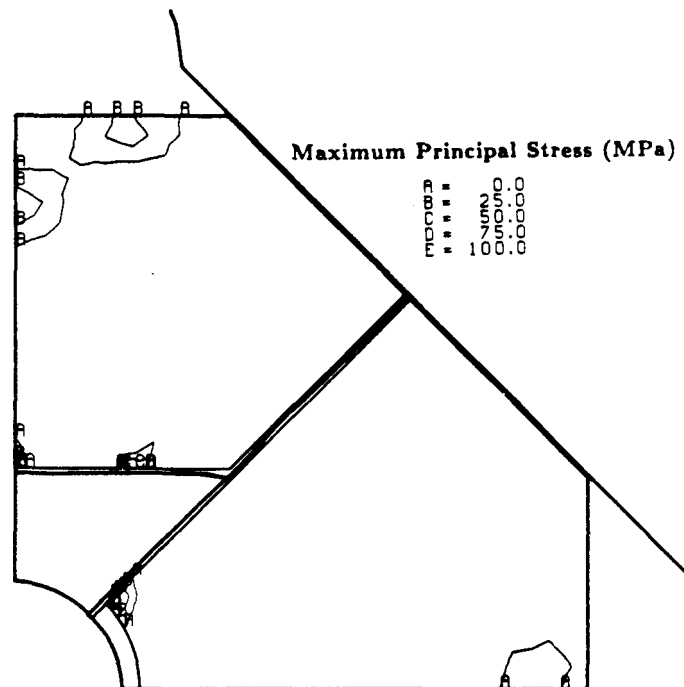 A B B A
Maximum Principal Stress (MPa)
A = 0.0
B = 25.0
C = 50.0
D = 75.0
E = 100.0
A
B
B
A
A
A
A
A A